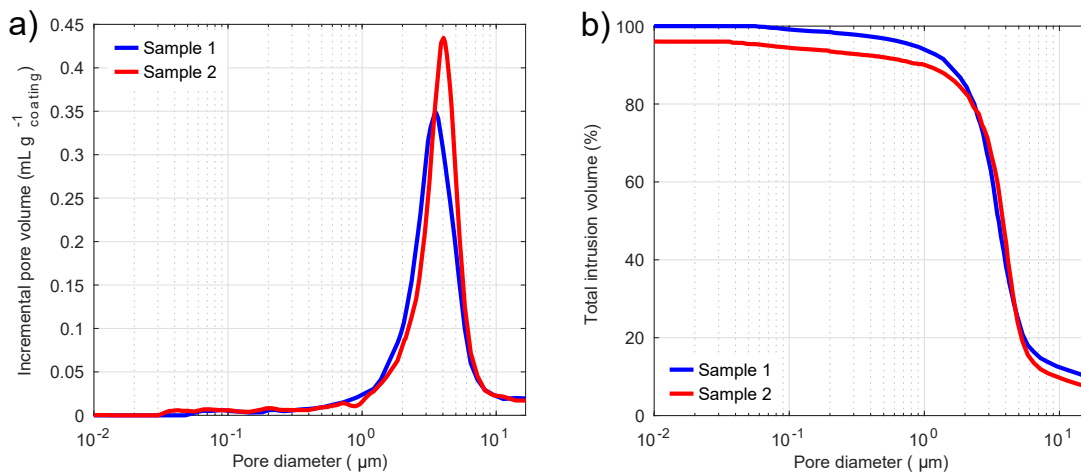 a)
Incremental pore volume (mL g⁻¹ coating)
0.45
0.4
0.35
0.3
0.25
0.2
0.15
0.1
0.05
0
Sample 1
Sample 2
10⁻² 10⁻¹ 10⁰ 10¹
Pore diameter ( µm)
b)
Total intrusion volume (%)
100
80
60
40
20
0
Sample 1
Sample 2
10⁻² 10⁻¹ 10⁰ 10¹
Pore diameter ( µm)